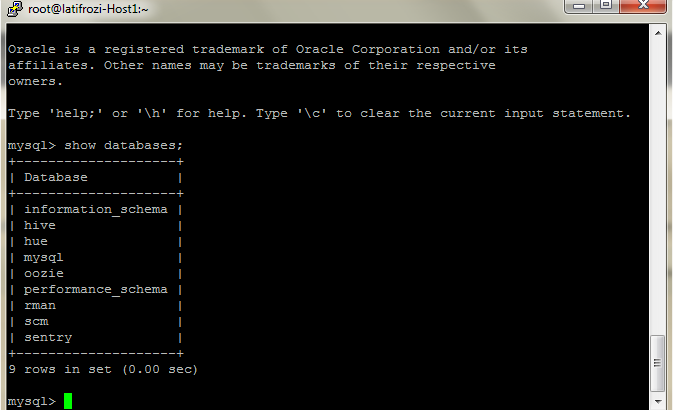 root@latifrozi-Host1:~
Oracle is a registered trademark of Oracle Corporation and/or its
affiliates. Other names may be trademarks of their respective
owners.
Type 'help;' or '\h' for help. Type '\c' to clear the current input statement.
mysql> show databases;
+--------------------+
| Database           |
+--------------------+
| information_schema |
| hive               |
| hue                |
| mysql              |
| oozie              |
| performance_schema |
| rman               |
| scm                |
| sentry             |
+--------------------+
9 rows in set (0.00 sec)
mysql>